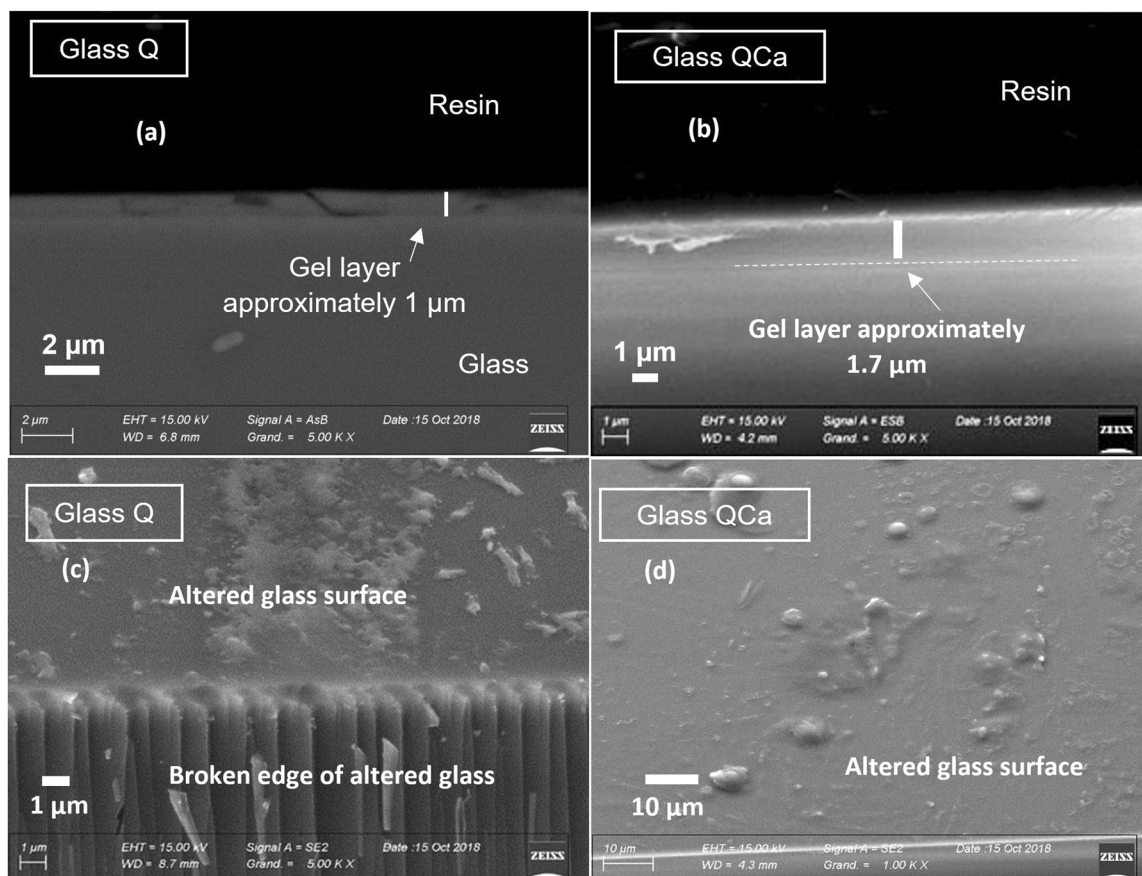 Glass Q
Resin
(a)
Gel layer
approximately 1 µm
2 µm
Glass
2 µm
EHT = 15.00 kV
Signal A = AsB
Date :15 Oct 2018
WD = 6.8 mm
Grand. = 5.00 K X
ZEISS
Glass QCa
Resin
(b)
Gel layer approximately
1.7 µm
1 µm
1 µm
EHT = 15.00 kV
Signal A = ESB
Date :15 Oct 2018
WD = 4.2 mm
Grand. = 5.00 K X
ZEISS
Glass Q
(c)
Altered glass surface
Broken edge of altered glass
1 µm
1 µm
EHT = 15.00 kV
Signal A = SE2
Date :15 Oct 2018
WD = 8.7 mm
Grand. = 5.00 K X
ZEISS
Glass QCa
(d)
Altered glass surface
10 µm
10 µm
EHT = 15.00 kV
Signal A = SE2
Date :15 Oct 2018
WD = 4.3 mm
Grand. = 1.00 K X
ZEISS